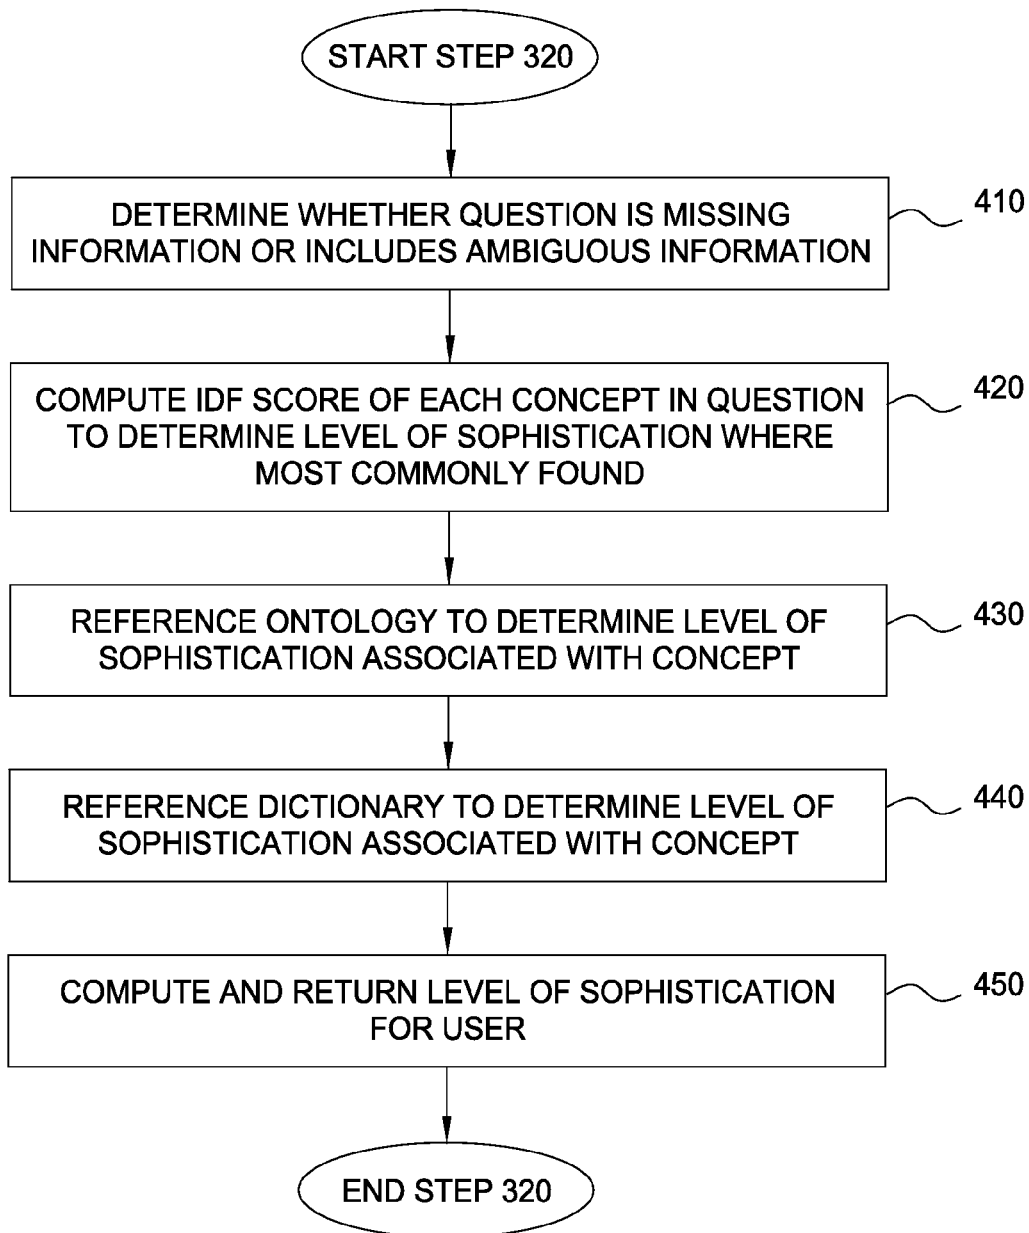 START STEP 320
DETERMINE WHETHER QUESTION IS MISSING
INFORMATION OR INCLUDES AMBIGUOUS INFORMATION
410
COMPUTE IDF SCORE OF EACH CONCEPT IN QUESTION
TO DETERMINE LEVEL OF SOPHISTICATION WHERE
MOST COMMONLY FOUND
420
REFERENCE ONTOLOGY TO DETERMINE LEVEL OF
SOPHISTICATION ASSOCIATED WITH CONCEPT
430
REFERENCE DICTIONARY TO DETERMINE LEVEL OF
SOPHISTICATION ASSOCIATED WITH CONCEPT
440
COMPUTE AND RETURN LEVEL OF SOPHISTICATION
FOR USER
450
END STEP 320